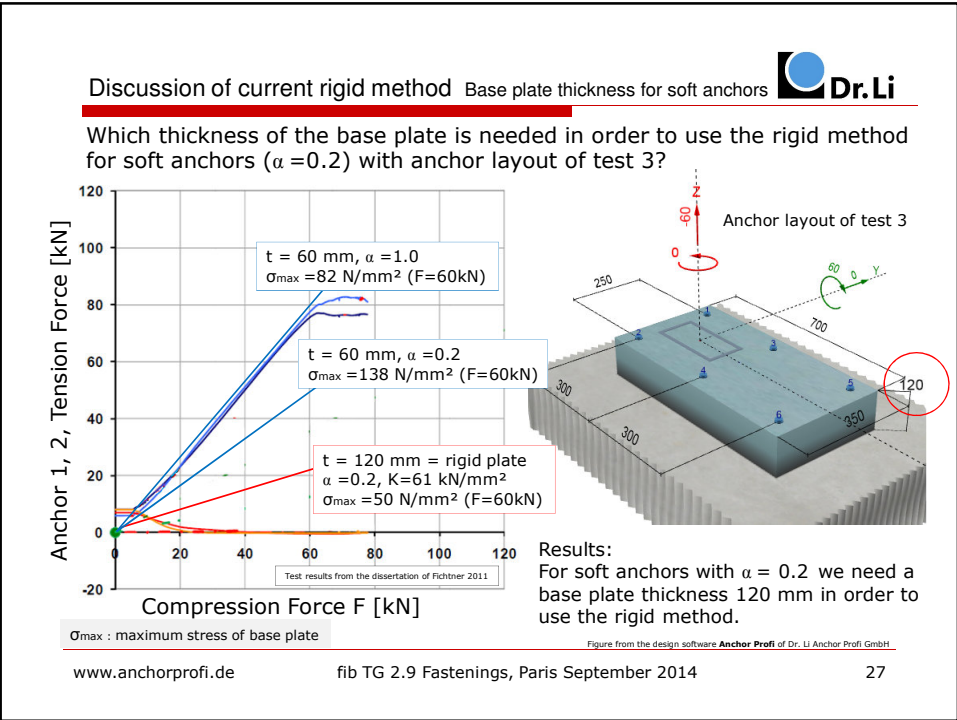 Discussion of current rigid method Base plate thickness for soft anchors
Dr.Li
Which thickness of the base plate is needed in order to use the rigid method
for soft anchors (α =0.2) with anchor layout of test 3?
Anchor 1, 2, Tension Force [kN]
120
100
80
60
40
20
0
-20
0
20
40
60
80
100
120
Compression Force F [kN]
t = 60 mm, α =1.0
σmax =82 N/mm² (F=60kN)
t = 60 mm, α =0.2
σmax =138 N/mm² (F=60kN)
t = 120 mm = rigid plate
α =0.2, K=61 kN/mm²
σmax =50 N/mm² (F=60kN)
Test results from the dissertation of Fichtner 2011
σmax : maximum stress of base plate
Anchor layout of test 3
Z
-60
0
60
0
Y
250
700
1
2
3
4
5
6
300
300
350
120
Results:
For soft anchors with α = 0.2 we need a
base plate thickness 120 mm in order to
use the rigid method.
Figure from the design software Anchor Profi of Dr. Li Anchor Profi GmbH
www.anchorprofi.de
fib TG 2.9 Fastenings, Paris September 2014
27